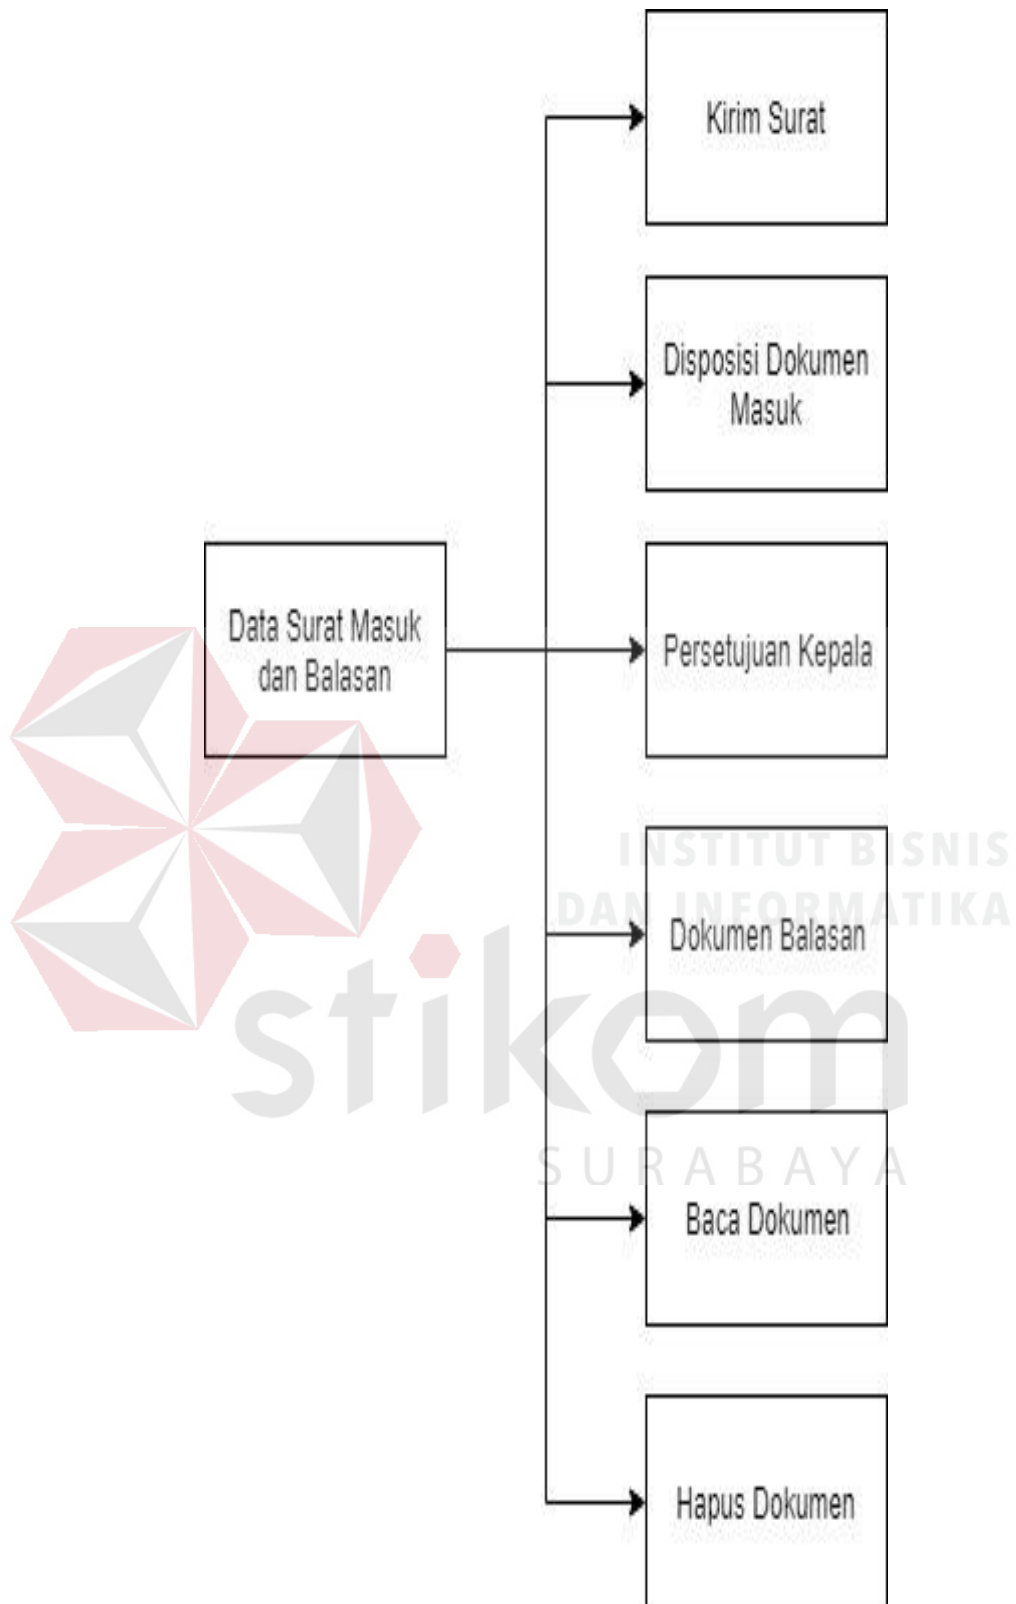 Kirim Surat
Disposisi Dokumen
Masuk
Data Surat Masuk
dan Balasan
Persetujuan Kepala
INSTITUT BISNIS
DAN INFORMATIKA
Dokumen Balasan
stikom
SURABAYA
Baca Dokumen
Hapus Dokumen